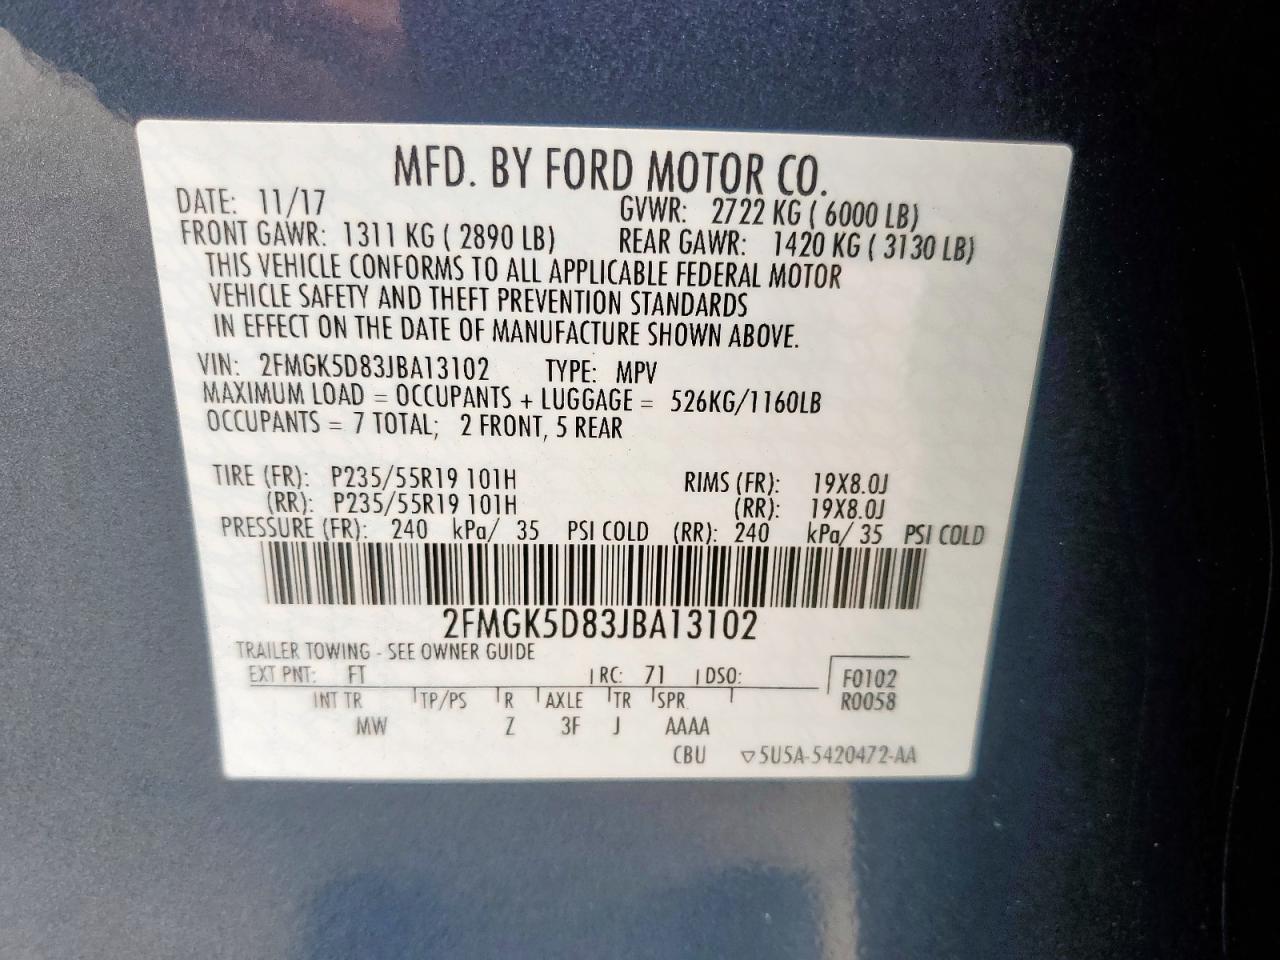 MFD. BY FORD MOTOR CO.
DATE: 11/17 GVWR: 2722 KG ( 6000 LB)
FRONT GAWR: 1311 KG ( 2890 LB) REAR GAWR: 1420 KG ( 3130 LB)
THIS VEHICLE CONFORMS TO ALL APPLICABLE FEDERAL MOTOR
VEHICLE SAFETY AND THEFT PREVENTION STANDARDS
IN EFFECT ON THE DATE OF MANUFACTURE SHOWN ABOVE.
VIN: 2FMGK5D83JBA13102 TYPE: MPV
MAXIMUM LOAD = OCCUPANTS + LUGGAGE = 526KG/1160LB
OCCUPANTS = 7 TOTAL; 2 FRONT, 5 REAR
TIRE (FR): P235/55R19 101H RIMS (FR): 19X8.0J
(RR): P235/55R19 101H (RR): 19X8.0J
PRESSURE (FR): 240 kPa/ 35 PSI COLD (RR): 240 kPa/ 35 PSI COLD
2FMGK5D83JBA13102
TRAILER TOWING - SEE OWNER GUIDE
EXT PNT: FT RC: 71 DSO: F0102
INT TR TP/PS R AXLE TR SPR R0058
MW Z 3F J AAAA
CBU ▽5U5A-5420472-AA